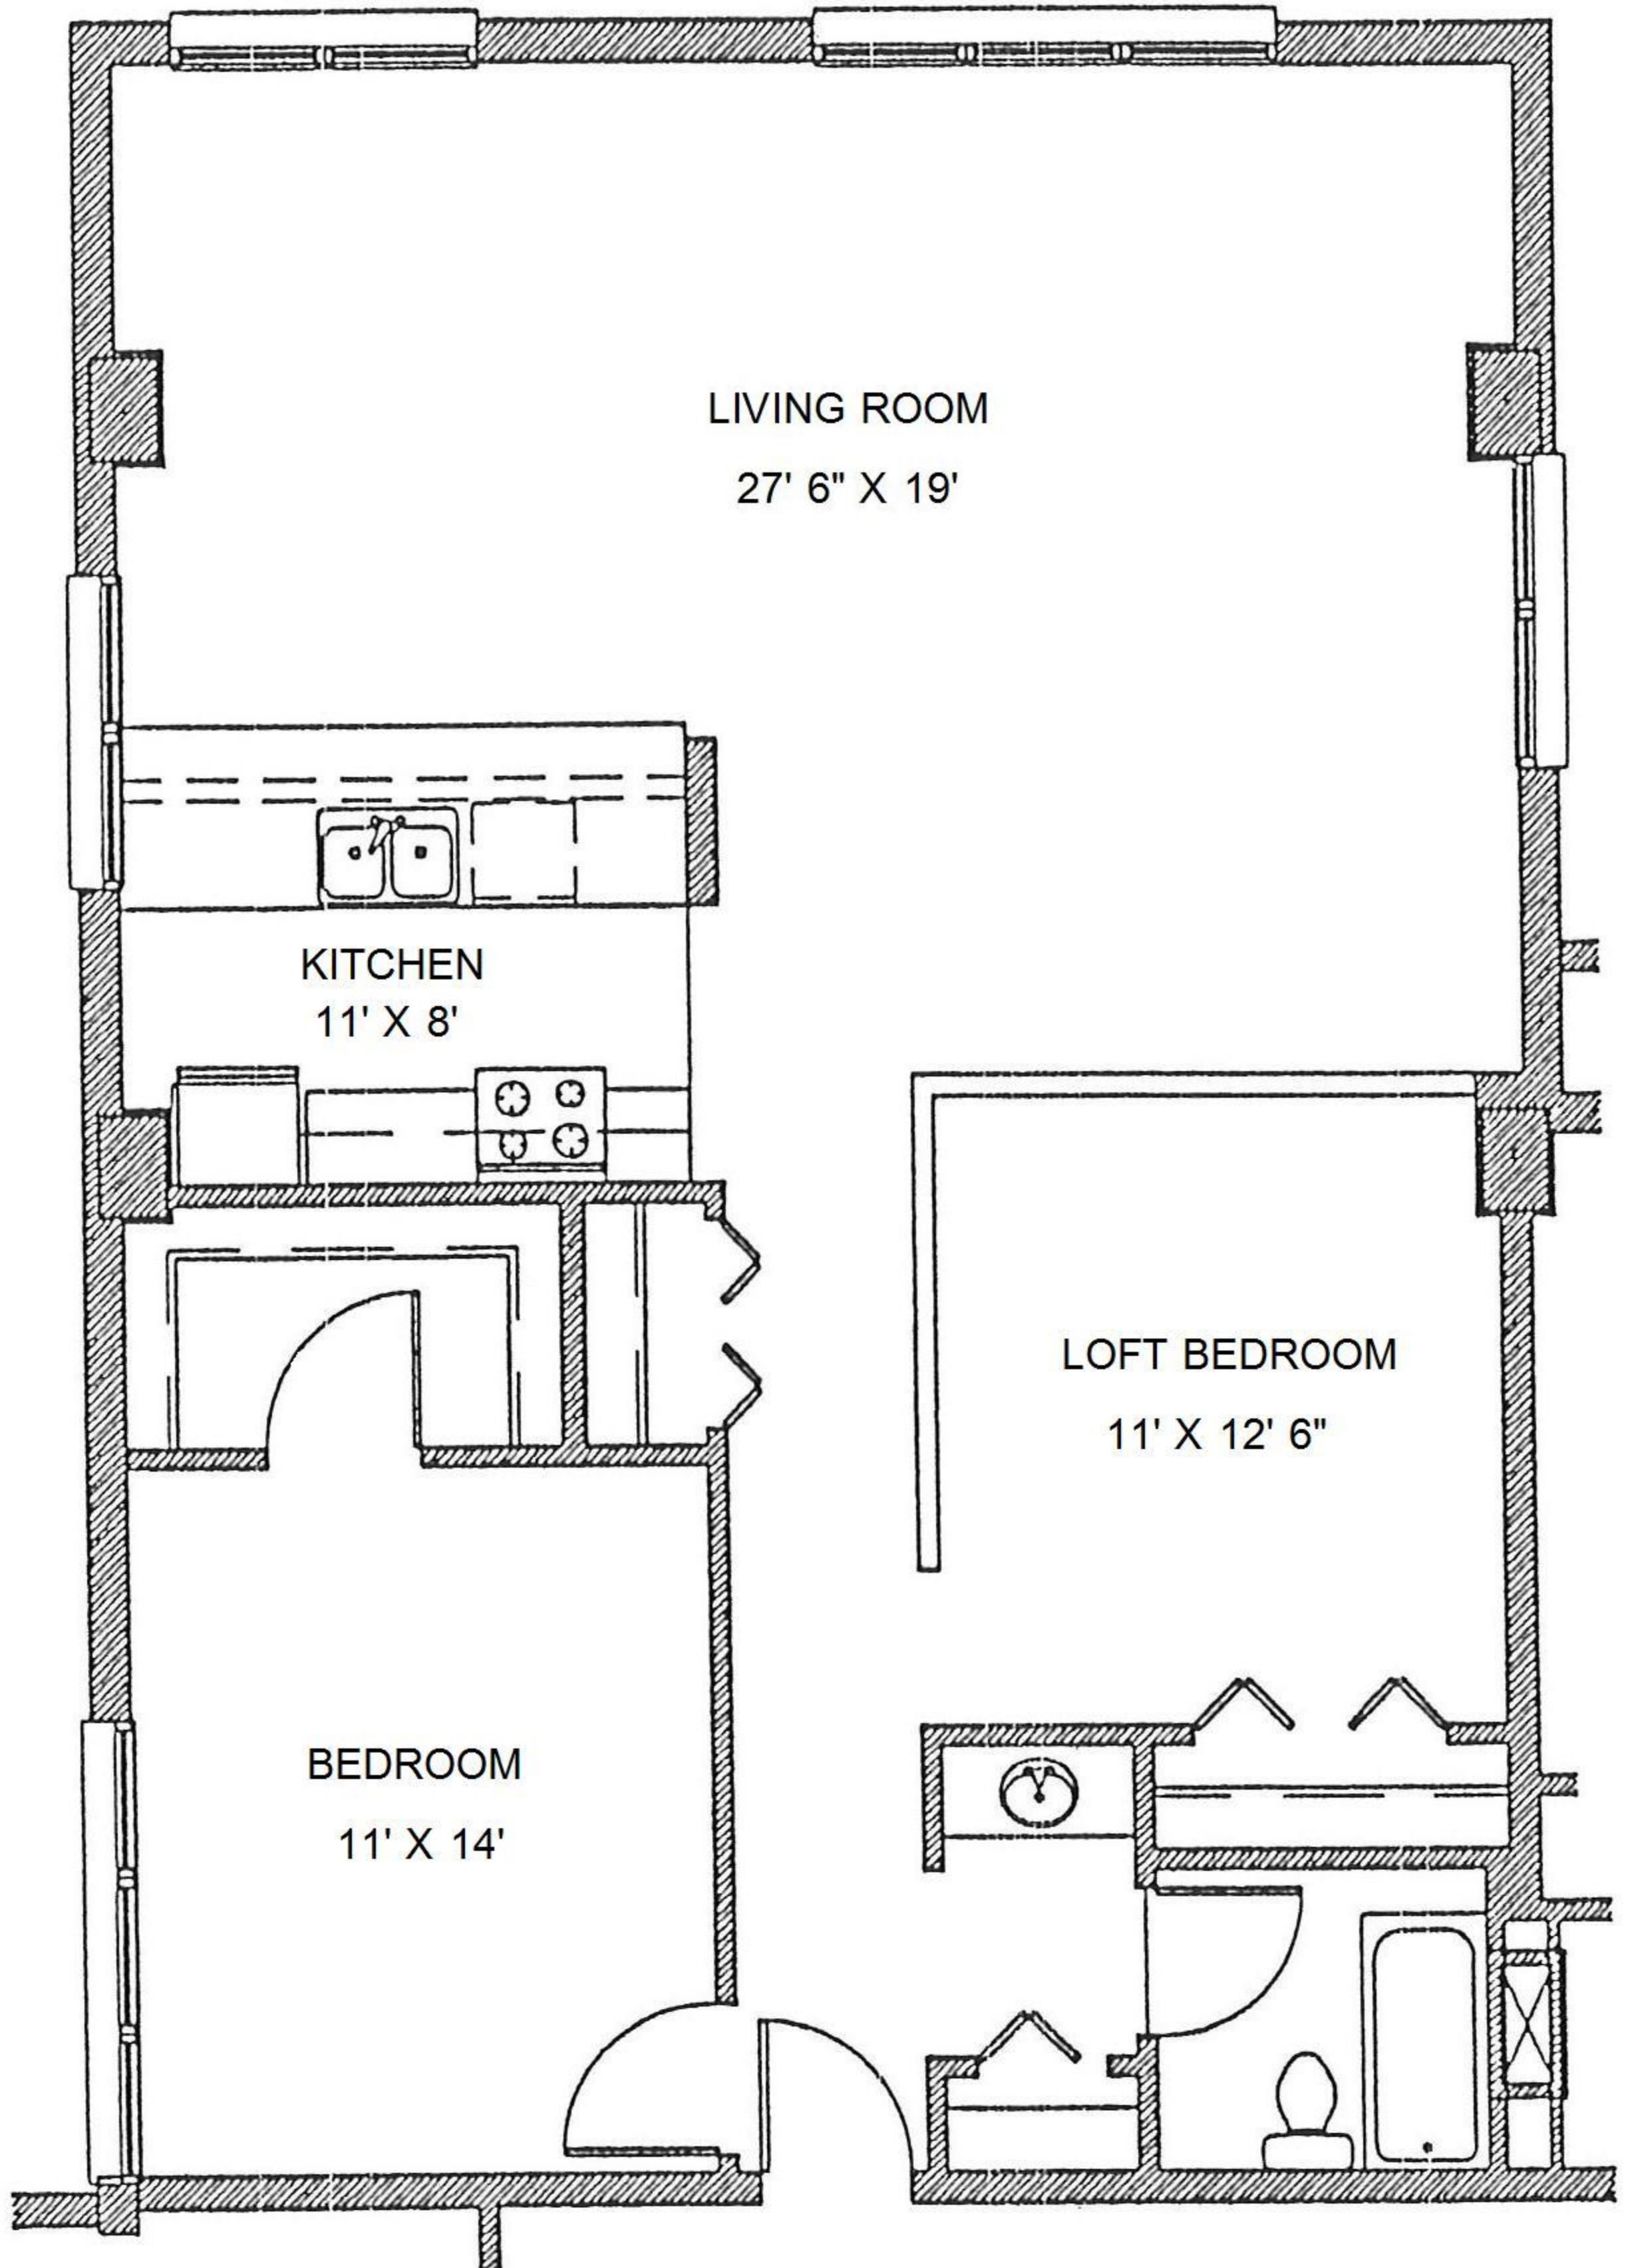 LIVING ROOM
27' 6" X 19'
KITCHEN
11' X 8'
LOFT BEDROOM
11' X 12' 6"
BEDROOM
11' X 14'